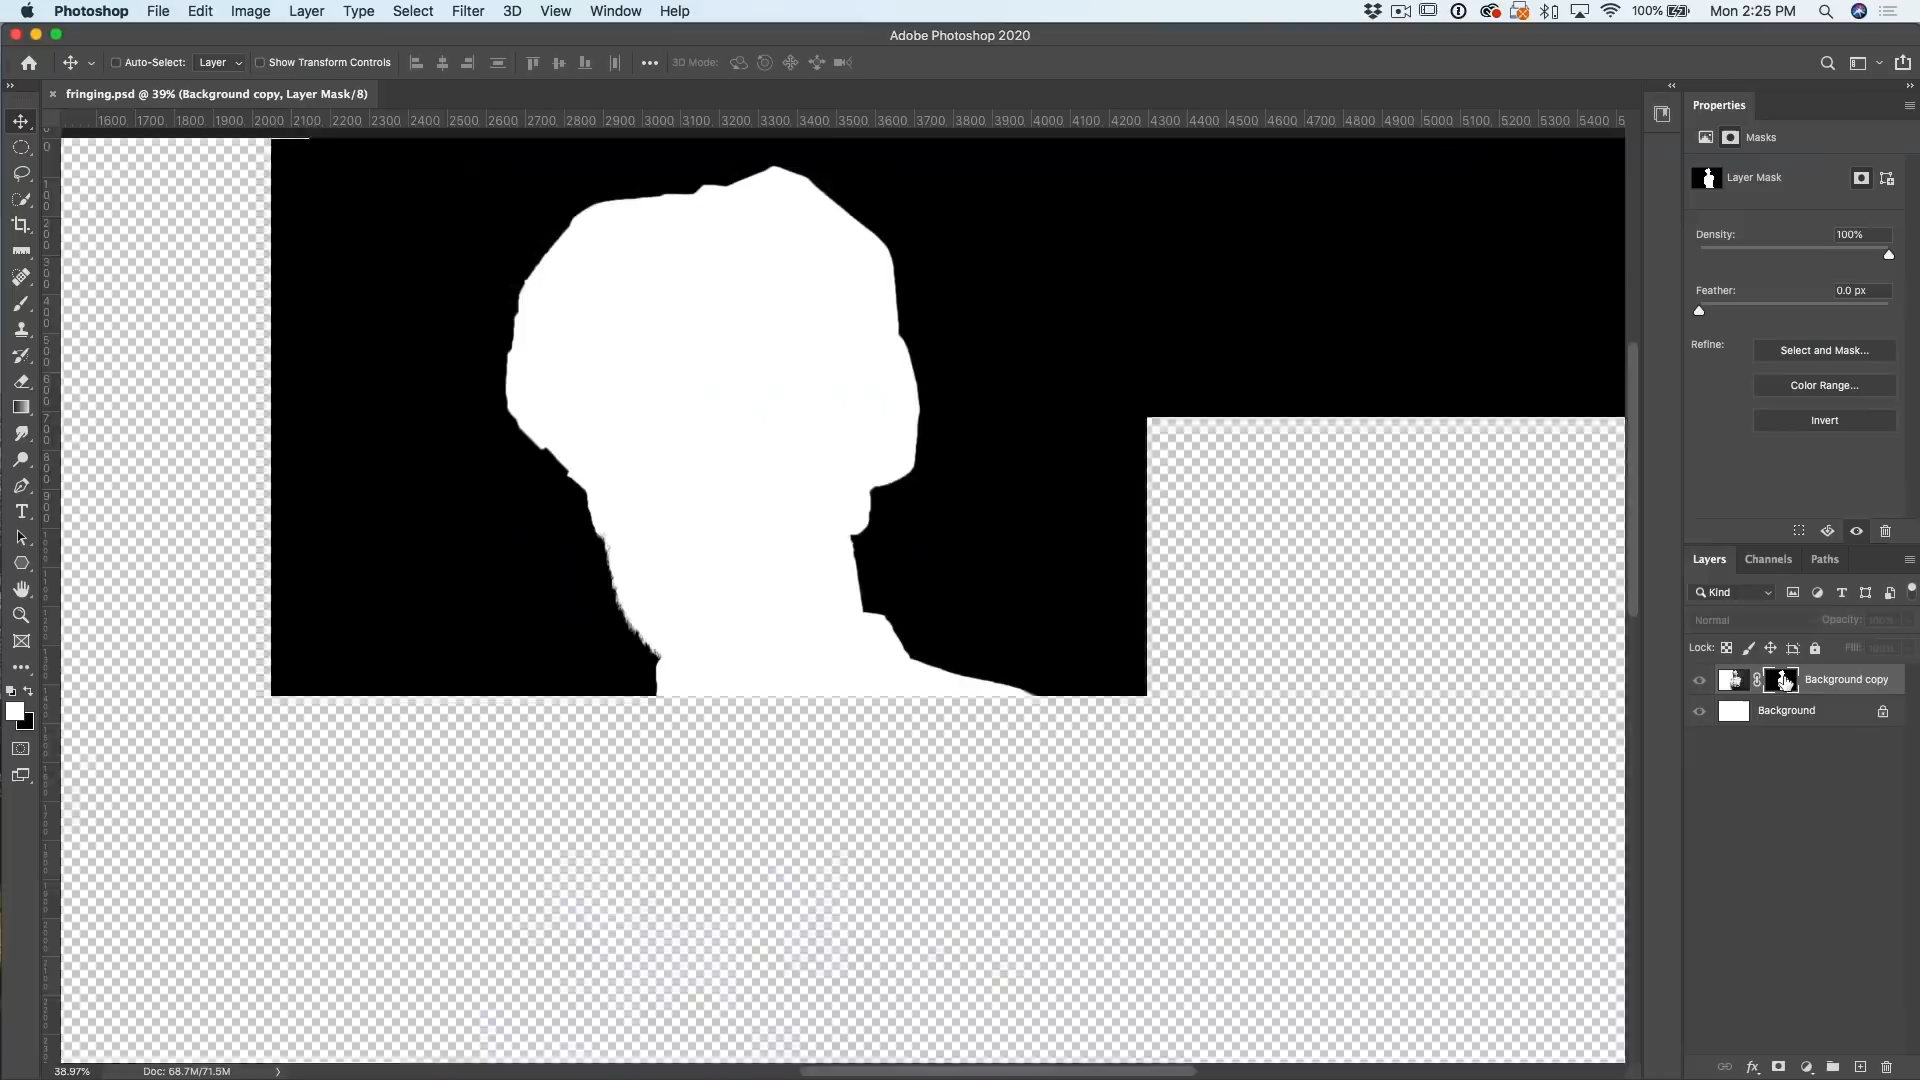 Photoshop File Edit Image Layer Type Select Filter 3D View Window Help 100% Mon 2:25 PM
Adobe Photoshop 2020
Auto-Select: Layer Show Transform Controls 3D Mode:
fringing.psd @ 39% (Background copy, Layer Mask/8)
1600 1700 1800 1900 2000 2100 2200 2300 2400 2500 2600 2700 2800 2900 3000 3100 3200 3300 3400 3500 3600 3700 3800 3900 4000 4100 4200 4300 4400 4500 4600 4700 4800 4900 5000 5100 5200 5300 5400 5
Properties
Masks
Layer Mask
Density: 100%
Feather: 0.0 px
Refine: Select and Mask...
Color Range...
Invert
Layers Channels Paths
Kind
Normal Opacity: 100%
Lock: Fill: 100%
Background copy
Background
38.97% Doc: 68.7M/71.5M